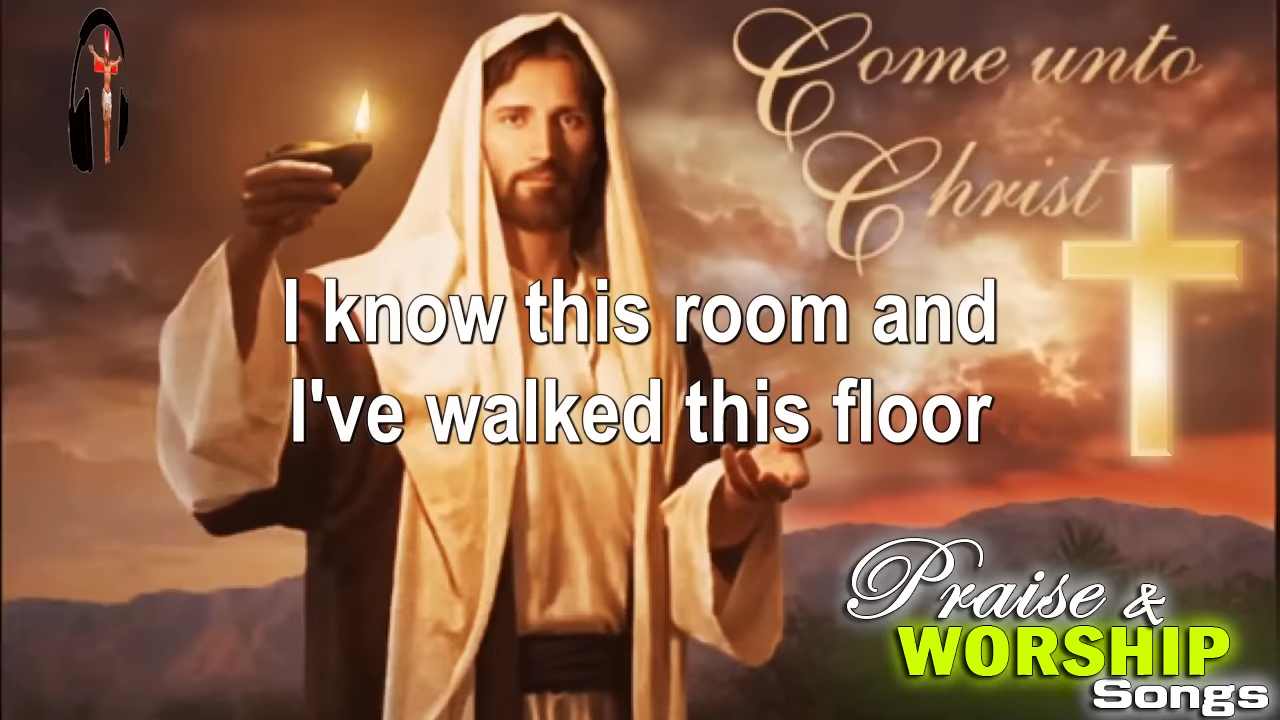 Come unto
Christ
I know this room and
I've walked this floor
Praise &
WORSHIP
Songs